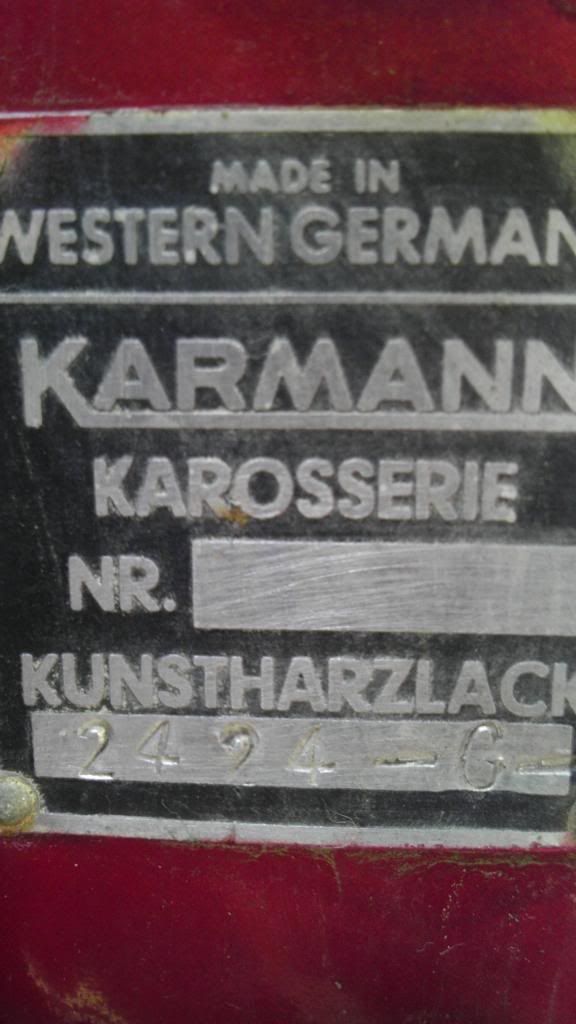 MADE IN
WESTERN GERMAN
KARMANN
KAROSSERIE
NR.
KUNSTHARZLACK
2494-G-